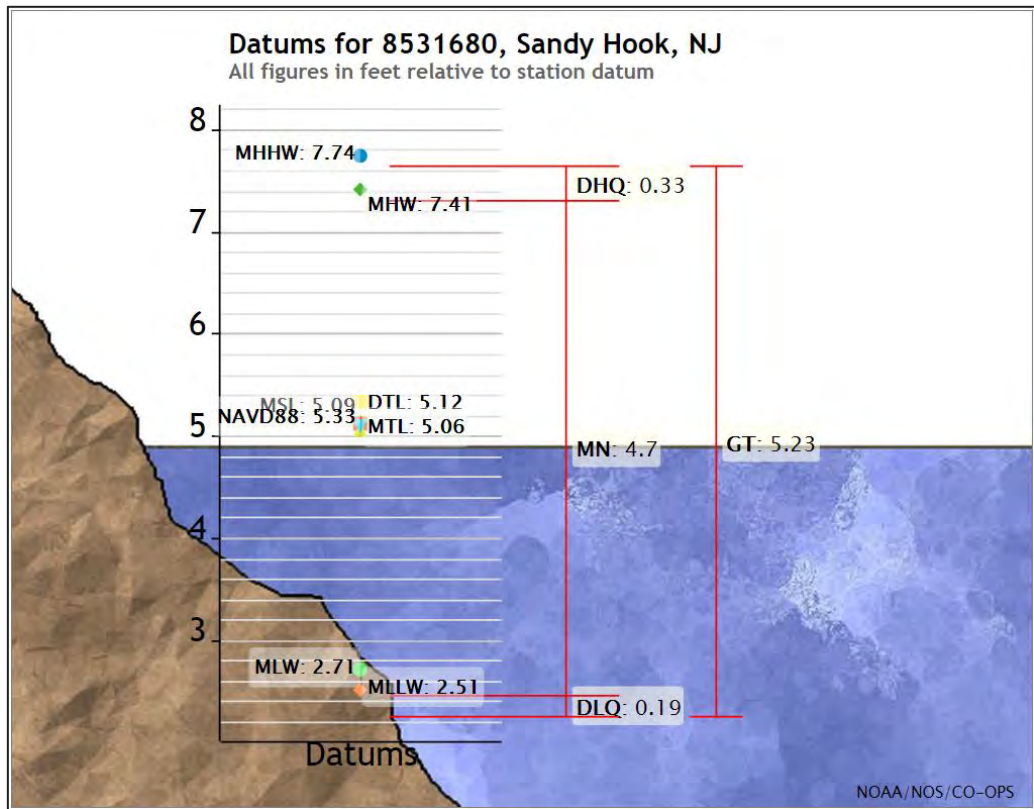 Datums for 8531680, Sandy Hook, NJ
All figures in feet relative to station datum
8
MHHW: 7.74
DHQ: 0.33
MHW: 7.41
7
6
MSL: 5.09
DTL: 5.12
NAVD88: 5.33
MTL: 5.06
5
MN: 4.7
GT: 5.23
4
3
MLW: 2.71
MLLW: 2.51
DLQ: 0.19
Datums
NOAA/NOS/CO-OPS